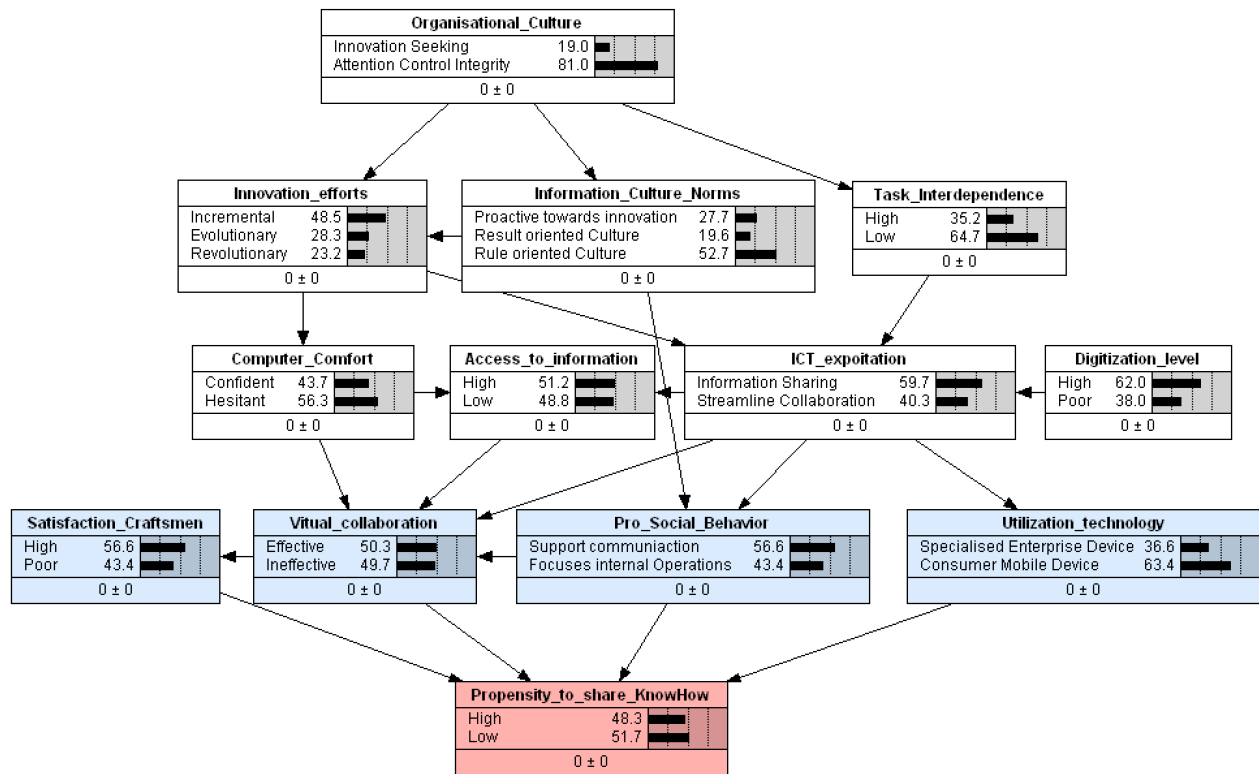 Organisational_Culture
Innovation Seeking 19.0
Attention Control Integrity 81.0
0 ± 0
Innovation_efforts
Incremental 48.5
Evolutionary 28.3
Revolutionary 23.2
0 ± 0
Information_Culture_Norms
Proactive towards innovation 27.7
Result oriented Culture 19.6
Rule oriented Culture 52.7
0 ± 0
Task_Interdependence
High 35.2
Low 64.7
0 ± 0
Computer_Comfort
Confident 43.7
Hesitant 56.3
0 ± 0
Access_to_information
High 51.2
Low 48.8
0 ± 0
ICT_expoitation
Information Sharing 59.7
Streamline Collaboration 40.3
0 ± 0
Digitization_level
High 62.0
Poor 38.0
0 ± 0
Satisfaction_Craftsmen
High 56.6
Poor 43.4
0 ± 0
Vitual_collaboration
Effective 50.3
Ineffective 49.7
0 ± 0
Pro_Social_Behavior
Support communiaction 56.6
Focuses internal Operations 43.4
0 ± 0
Utilization_technology
Specialised Enterprise Device 36.6
Consumer Mobile Device 63.4
0 ± 0
Propensity_to_share_KnowHow
High 48.3
Low 51.7
0 ± 0